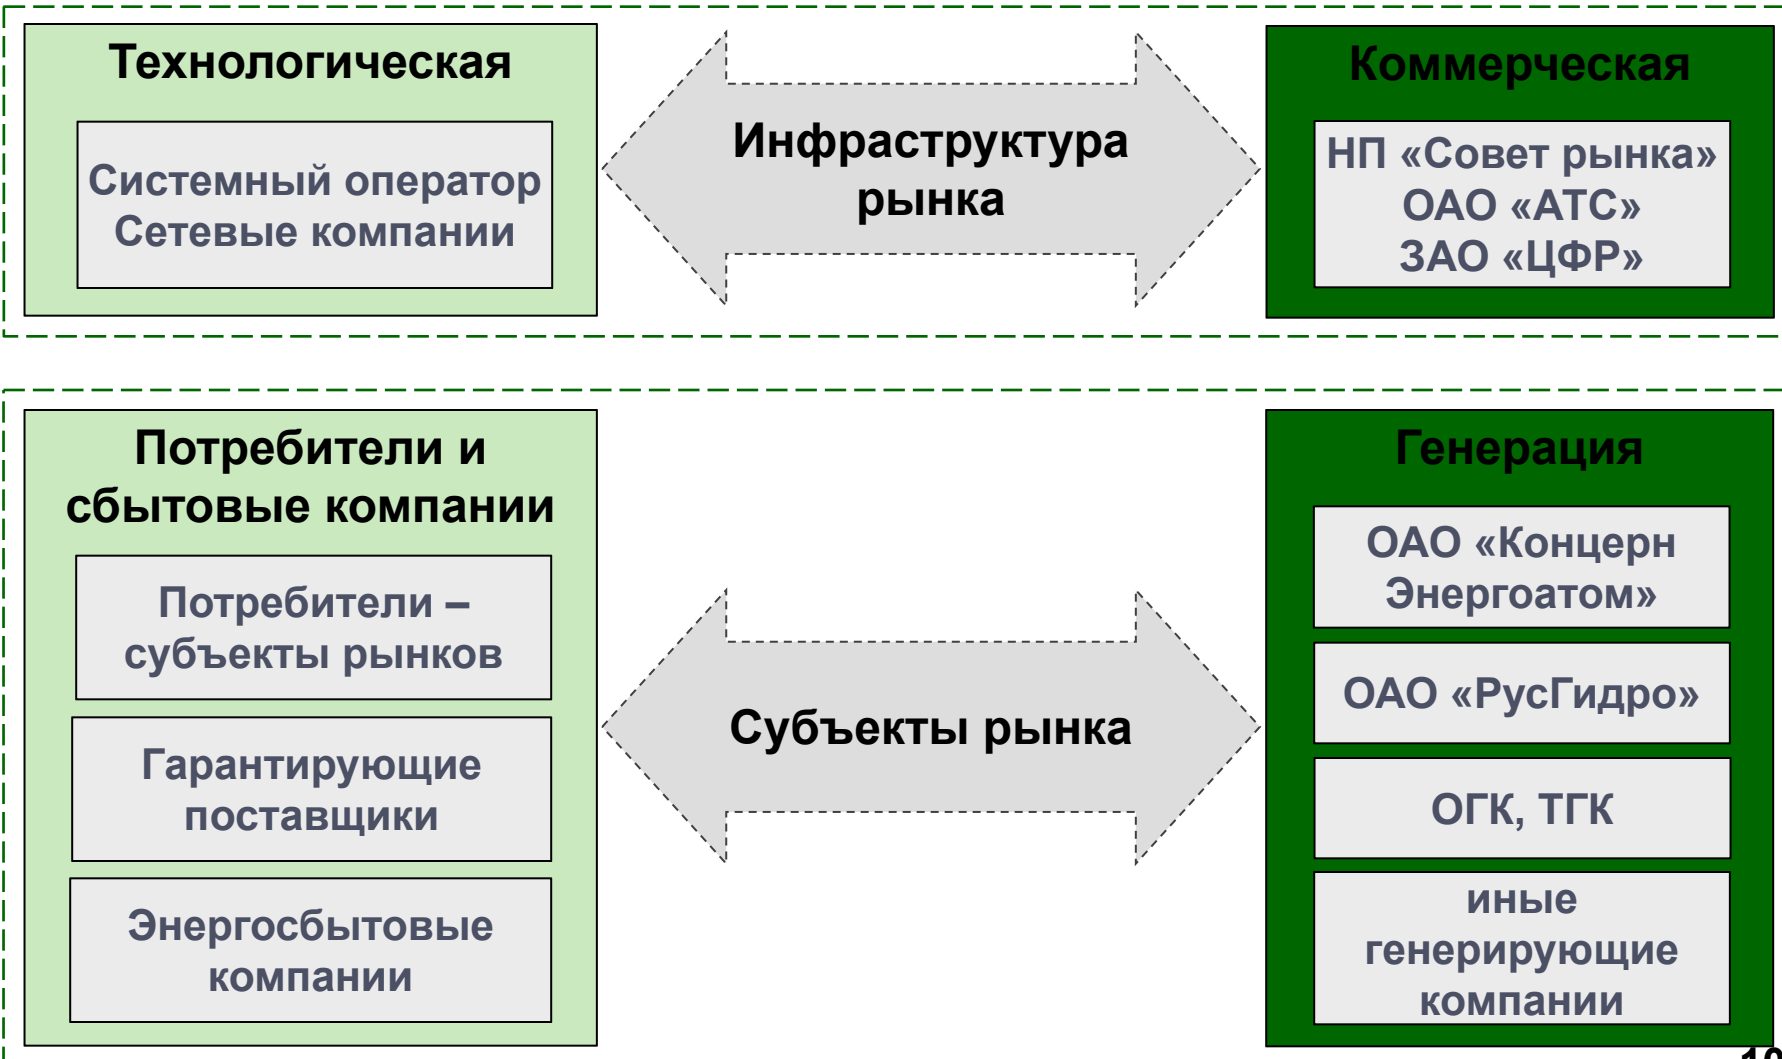 Технологическая
Системный оператор
Сетевые компании
Инфраструктура
рынка
Коммерческая
НП «Совет рынка»
ОАО «АТС»
ЗАО «ЦФР»
Потребители и
сбытовые компании
Потребители –
субъекты рынков
Гарантирующие
поставщики
Энергосбытовые
компании
Субъекты рынка
Генерация
ОАО «Концерн
Энергоатом»
ОАО «РусГидро»
ОГК, ТГК
иные
генерирующие
компании